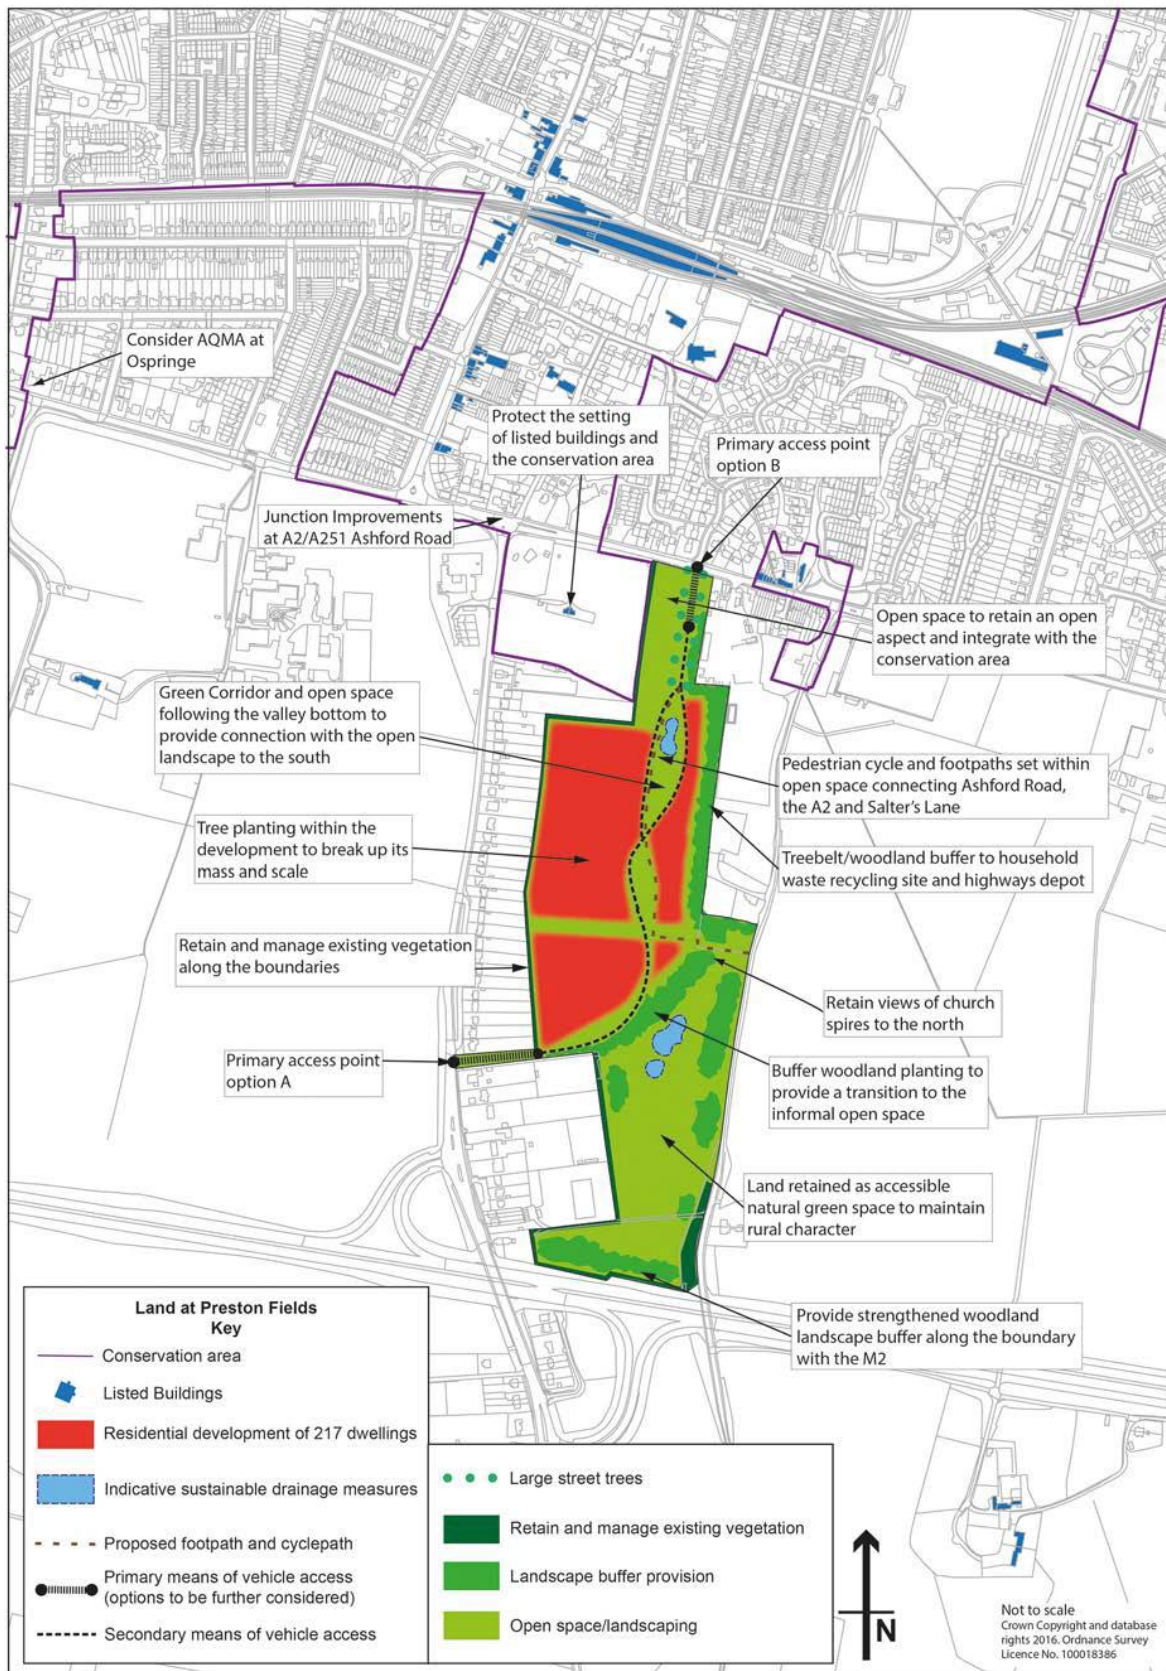 Consider AQMA at
Ospringe
Protect the setting
of listed buildings and
the conservation area
Primary access point
option B
Junction Improvements
at A2/A251 Ashford Road
Open space to retain an open
aspect and integrate with the
conservation area
Green Corridor and open space
following the valley bottom to
provide connection with the open
landscape to the south
Pedestrian cycle and footpaths set within
open space connecting Ashford Road,
the A2 and Salter's Lane
Tree planting within the
development to break up its
mass and scale
Treebelt/woodland buffer to household
waste recycling site and highways depot
Retain and manage existing vegetation
along the boundaries
Retain views of church
spires to the north
Primary access point
option A
Buffer woodland planting to
provide a transition to the
informal open space
Land retained as accessible
natural green space to maintain
rural character
Provide strengthened woodland
landscape buffer along the boundary
with the M2
Land at Preston Fields
Key
Conservation area
Listed Buildings
Residential development of 217 dwellings
Indicative sustainable drainage measures
Proposed footpath and cyclepath
Primary means of vehicle access
(options to be further considered)
Secondary means of vehicle access
Large street trees
Retain and manage existing vegetation
Landscape buffer provision
Open space/landscaping
N
Not to scale
Crown Copyright and database
rights 2016. Ordnance Survey
Licence No. 100018386